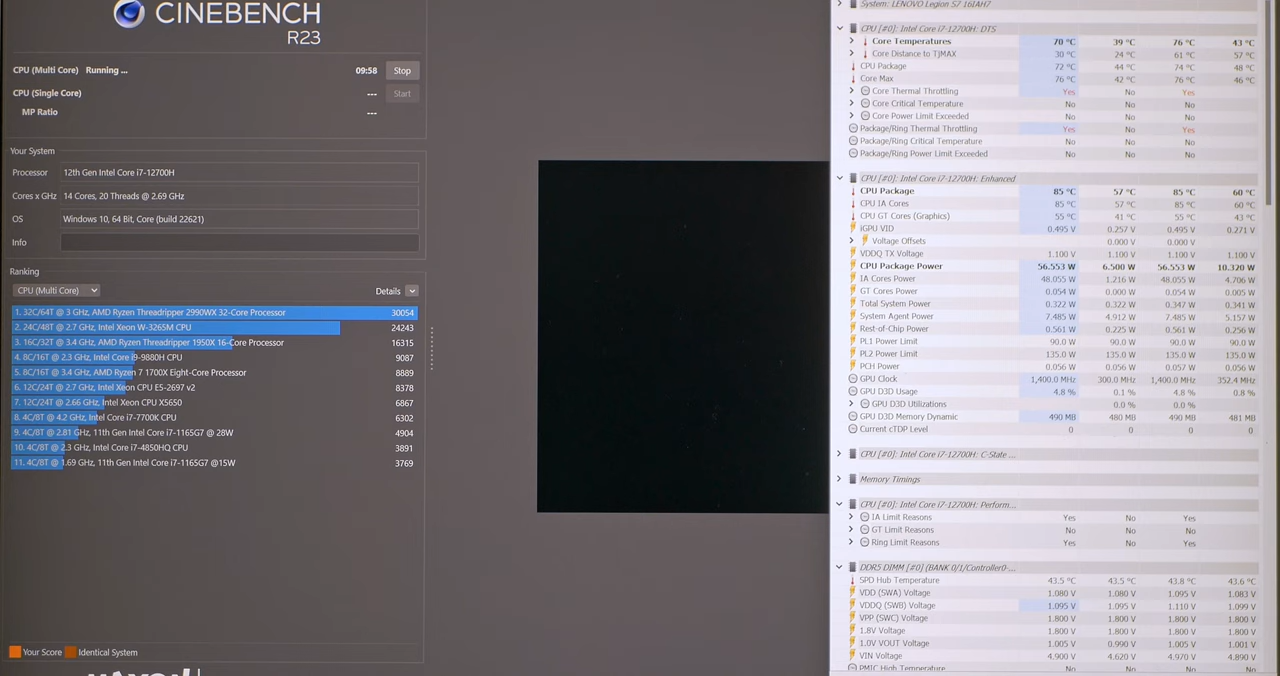 CINEBENCH
R23
CPU (Multi Core) Running ... 09:58 Stop
CPU (Single Core) --- Start
MP Ratio ---
Your System
Processor 12th Gen Intel Core i7-12700H
Cores x GHz 14 Cores, 20 Threads @ 2.69 GHz
OS Windows 10, 64 Bit, Core (build 22621)
Info
Ranking
CPU (Multi Core) Details
1. 32C/64T @ 3 GHz, AMD Ryzen Threadripper 2990WX 32-Core Processor 30054
2. 24C/48T @ 2.7 GHz, Intel Xeon W-3265M CPU 24243
3. 16C/32T @ 3.4 GHz, AMD Ryzen Threadripper 1950X 16-Core Processor 16315
4. 8C/16T @ 2.3 GHz, Intel Core i9-9880H CPU 9087
5. 8C/16T @ 3.4 GHz, AMD Ryzen 7 1700X Eight-Core Processor 8889
6. 12C/24T @ 2.7 GHz, Intel Xeon CPU E5-2697 v2 8378
7. 12C/24T @ 2.66 GHz, Intel Xeon CPU X5650 6867
8. 4C/8T @ 4.2 GHz, Intel Core i7-7700K CPU 6302
9. 4C/8T @ 2.81 GHz, 11th Gen Intel Core i7-1165G7 @ 28W 4904
10. 4C/8T @ 2.3 GHz, Intel Core i7-4850HQ CPU 3891
11. 4C/8T @ 1.69 GHz, 11th Gen Intel Core i7-1165G7 @15W 3769
Your Score Identical System
System: LENOVO Legion S7 16IAH7
CPU [#0]: Intel Core i7-12700H: DTS
Core Temperatures 70 °C 39 °C 76 °C 43 °C
Core Distance to TjMAX 30 °C 24 °C 61 °C 57 °C
CPU Package 72 °C 44 °C 74 °C 48 °C
Core Max 76 °C 42 °C 76 °C 46 °C
Core Thermal Throttling Yes No Yes
Core Critical Temperature No No No
Core Power Limit Exceeded No No No
Package/Ring Thermal Throttling Yes No Yes
Package/Ring Critical Temperature No No No
Package/Ring Power Limit Exceeded No No No
CPU [#0]: Intel Core i7-12700H: Enhanced
CPU Package 85 °C 57 °C 85 °C 60 °C
CPU IA Cores 85 °C 57 °C 85 °C 60 °C
CPU GT Cores (Graphics) 55 °C 41 °C 55 °C 43 °C
iGPU VID 0.495 V 0.257 V 0.495 V 0.271 V
Voltage Offsets 0.000 V 0.000 V
VDDQ TX Voltage 1.100 V 1.100 V 1.100 V 1.100 V
CPU Package Power 56.553 W 6.500 W 56.553 W 10.320 W
IA Cores Power 48.055 W 1.216 W 48.055 W 4.706 W
GT Cores Power 0.054 W 0.000 W 0.054 W 0.005 W
Total System Power 0.322 W 0.322 W 0.347 W 0.341 W
System Agent Power 7.485 W 4.912 W 7.485 W 5.157 W
Rest-of-Chip Power 0.561 W 0.225 W 0.561 W 0.256 W
PL1 Power Limit 90.0 W 90.0 W 90.0 W 90.0 W
PL2 Power Limit 135.0 W 135.0 W 135.0 W 135.0 W
PCH Power 0.056 W 0.056 W 0.057 W 0.056 W
GPU Clock 1,400.0 MHz 300.0 MHz 1,400.0 MHz 352.4 MHz
GPU D3D Usage 4.8 % 0.1 % 4.8 % 0.8 %
GPU D3D Utilizations 0.0 % 0.0 %
GPU D3D Memory Dynamic 490 MB 480 MB 490 MB 481 MB
Current cTDP Level 0 0 0 0
CPU [#0]: Intel Core i7-12700H: C-State ...
Memory Timings
CPU [#0]: Intel Core i7-12700H: Perform...
IA Limit Reasons Yes No Yes
GT Limit Reasons No No No
Ring Limit Reasons Yes No Yes
DDR5 DIMM [#0] (BANK 0/1/Controller0-...
SPD Hub Temperature 43.5 °C 43.5 °C 43.8 °C 43.6 °C
VDD (SWA) Voltage 1.080 V 1.080 V 1.095 V 1.083 V
VDDQ (SWB) Voltage 1.095 V 1.095 V 1.110 V 1.099 V
VPP (SWC) Voltage 1.800 V 1.800 V 1.800 V 1.800 V
1.8V Voltage 1.800 V 1.800 V 1.800 V 1.800 V
1.0V VOUT Voltage 1.005 V 0.990 V 1.005 V 1.001 V
VIN Voltage 4.900 V 4.620 V 4.970 V 4.890 V
PMIC High Temperature No No No No